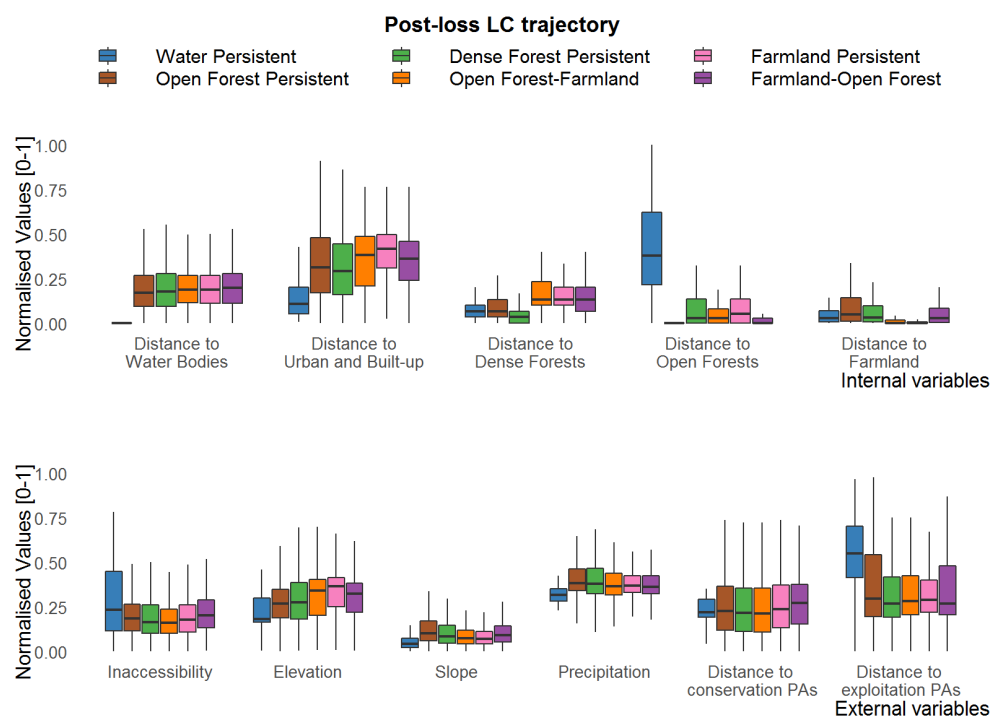 Post-loss LC trajectory
Water Persistent
Dense Forest Persistent
Farmland Persistent
Open Forest Persistent
Open Forest-Farmland
Farmland-Open Forest
Normalised Values [0-1]
1.00
0.75
0.50
0.25
0.00
Distance to
Water Bodies
Distance to
Urban and Built-up
Distance to
Dense Forests
Distance to
Open Forests
Distance to
Farmland
Internal variables
Normalised Values [0-1]
1.00
0.75
0.50
0.25
0.00
Inaccessibility
Elevation
Slope
Precipitation
Distance to
conservation PAs
Distance to
exploitation PAs
External variables